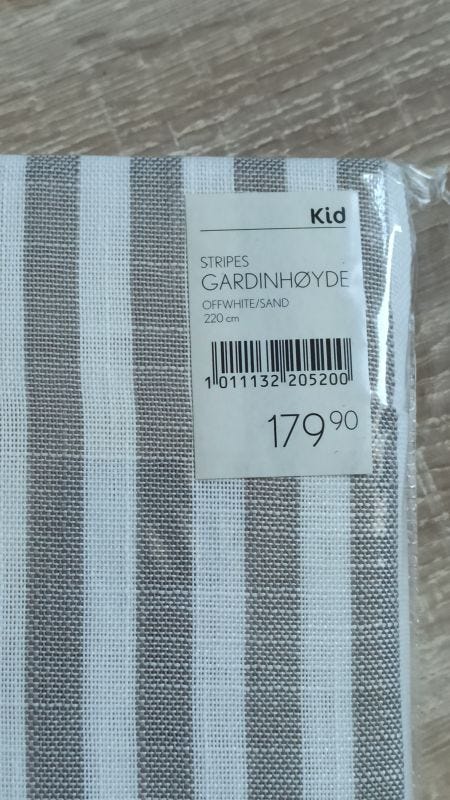 Kid
STRIPES
GARDINHØYDE
OFFWHITE/SAND
220 cm
1 011132 205200
179 90